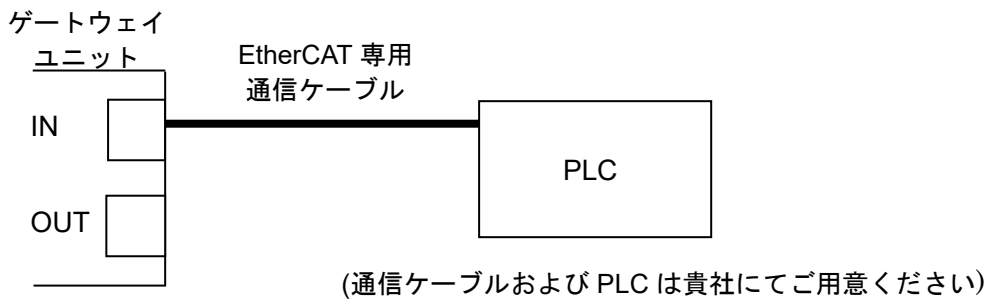 ゲートウェイ
ユニット
EtherCAT 専用
通信ケーブル
IN
PLC
OUT
(通信ケーブルおよび PLC は貴社にてご用意ください)